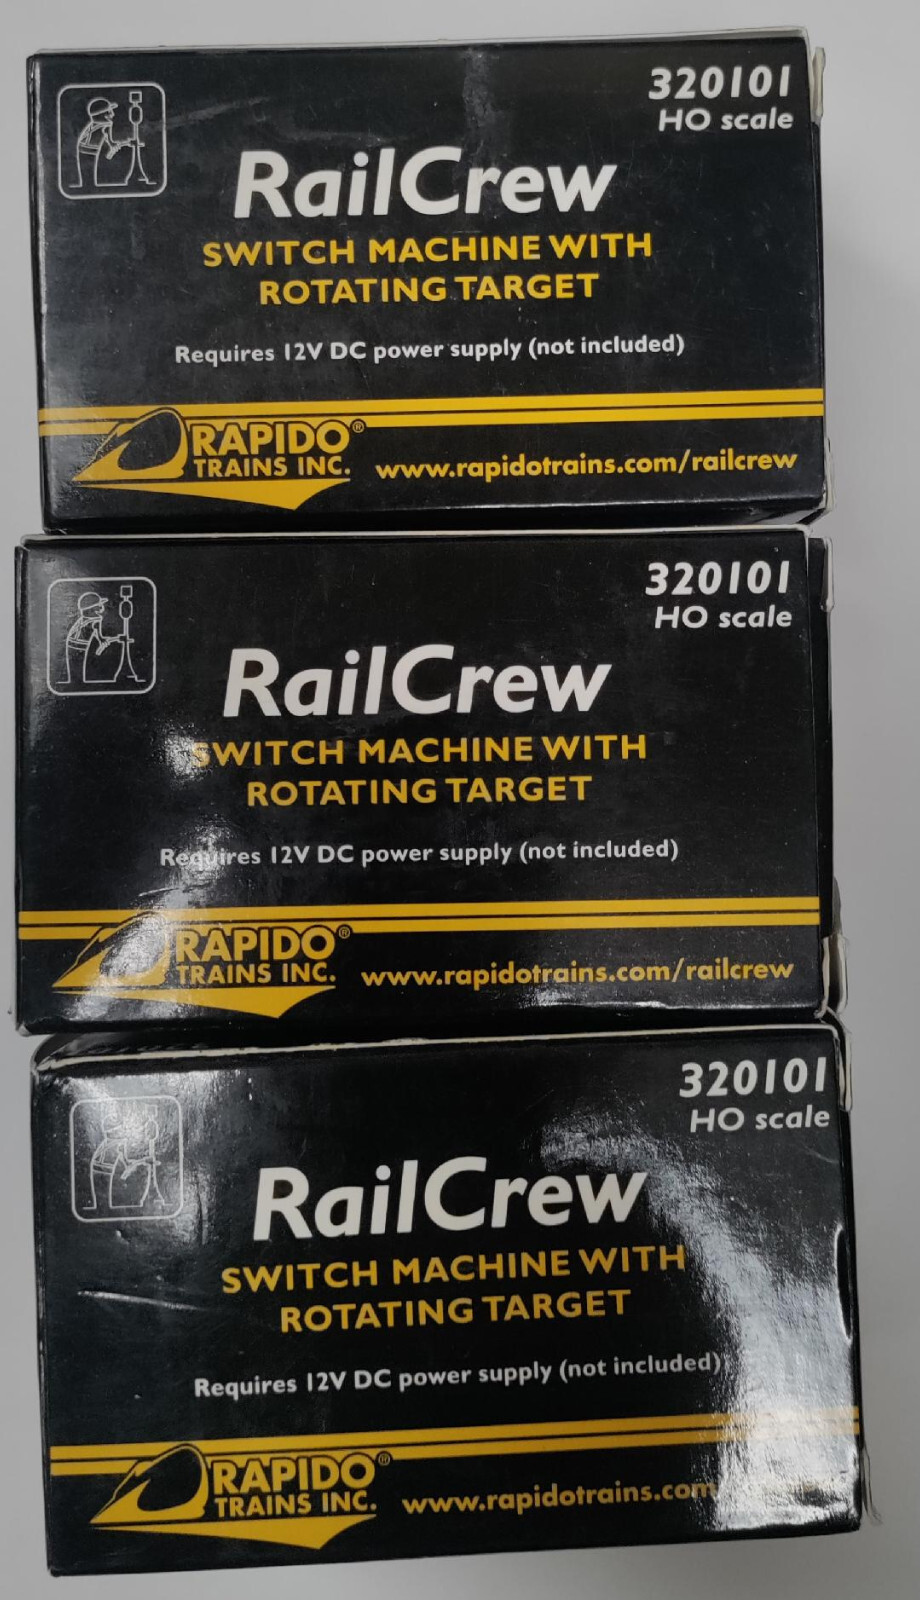 320101
HO scale
RailCrew
SWITCH MACHINE WITH
ROTATING TARGET
Requires 12V DC power supply (not included)
RAPIDO®
TRAINS INC.
www.rapidotrains.com/railcrew
320101
HO scale
RailCrew
SWITCH MACHINE WITH
ROTATING TARGET
Requires 12V DC power supply (not included)
RAPIDO®
TRAINS INC.
www.rapidotrains.com/railcrew
320101
HO scale
RailCrew
SWITCH MACHINE WITH
ROTATING TARGET
Requires 12V DC power supply (not included)
RAPIDO®
TRAINS INC.
www.rapidotrains.com